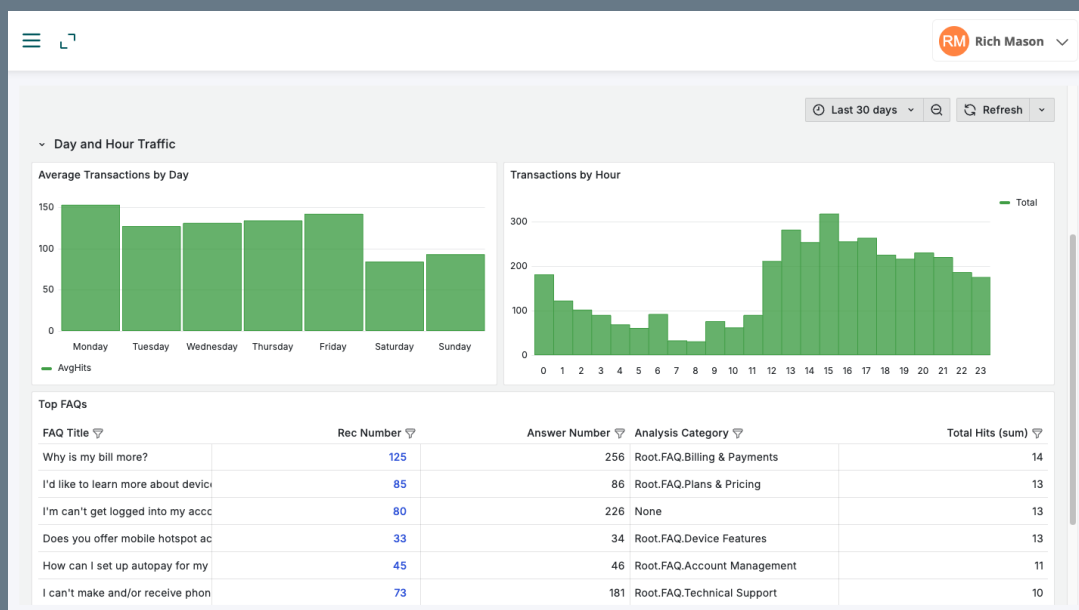 RM Rich Mason
Last 30 days Refresh
Day and Hour Traffic
Average Transactions by Day
150
100
50
0
Monday Tuesday Wednesday Thursday Friday Saturday Sunday
AvgHits
Transactions by Hour
Total
300
200
100
0
0 1 2 3 4 5 6 7 8 9 10 11 12 13 14 15 16 17 18 19 20 21 22 23
Top FAQs
FAQ Title Rec Number Answer Number Analysis Category Total Hits (sum)
Why is my bill more? 125 256 Root.FAQ.Billing & Payments 14
I'd like to learn more about device 85 86 Root.FAQ.Plans & Pricing 13
I'm can't get logged into my acco 80 226 None 13
Does you offer mobile hotspot ac 33 34 Root.FAQ.Device Features 13
How can I set up autopay for my 45 46 Root.FAQ.Account Management 11
I can't make and/or receive phon 73 181 Root.FAQ.Technical Support 10